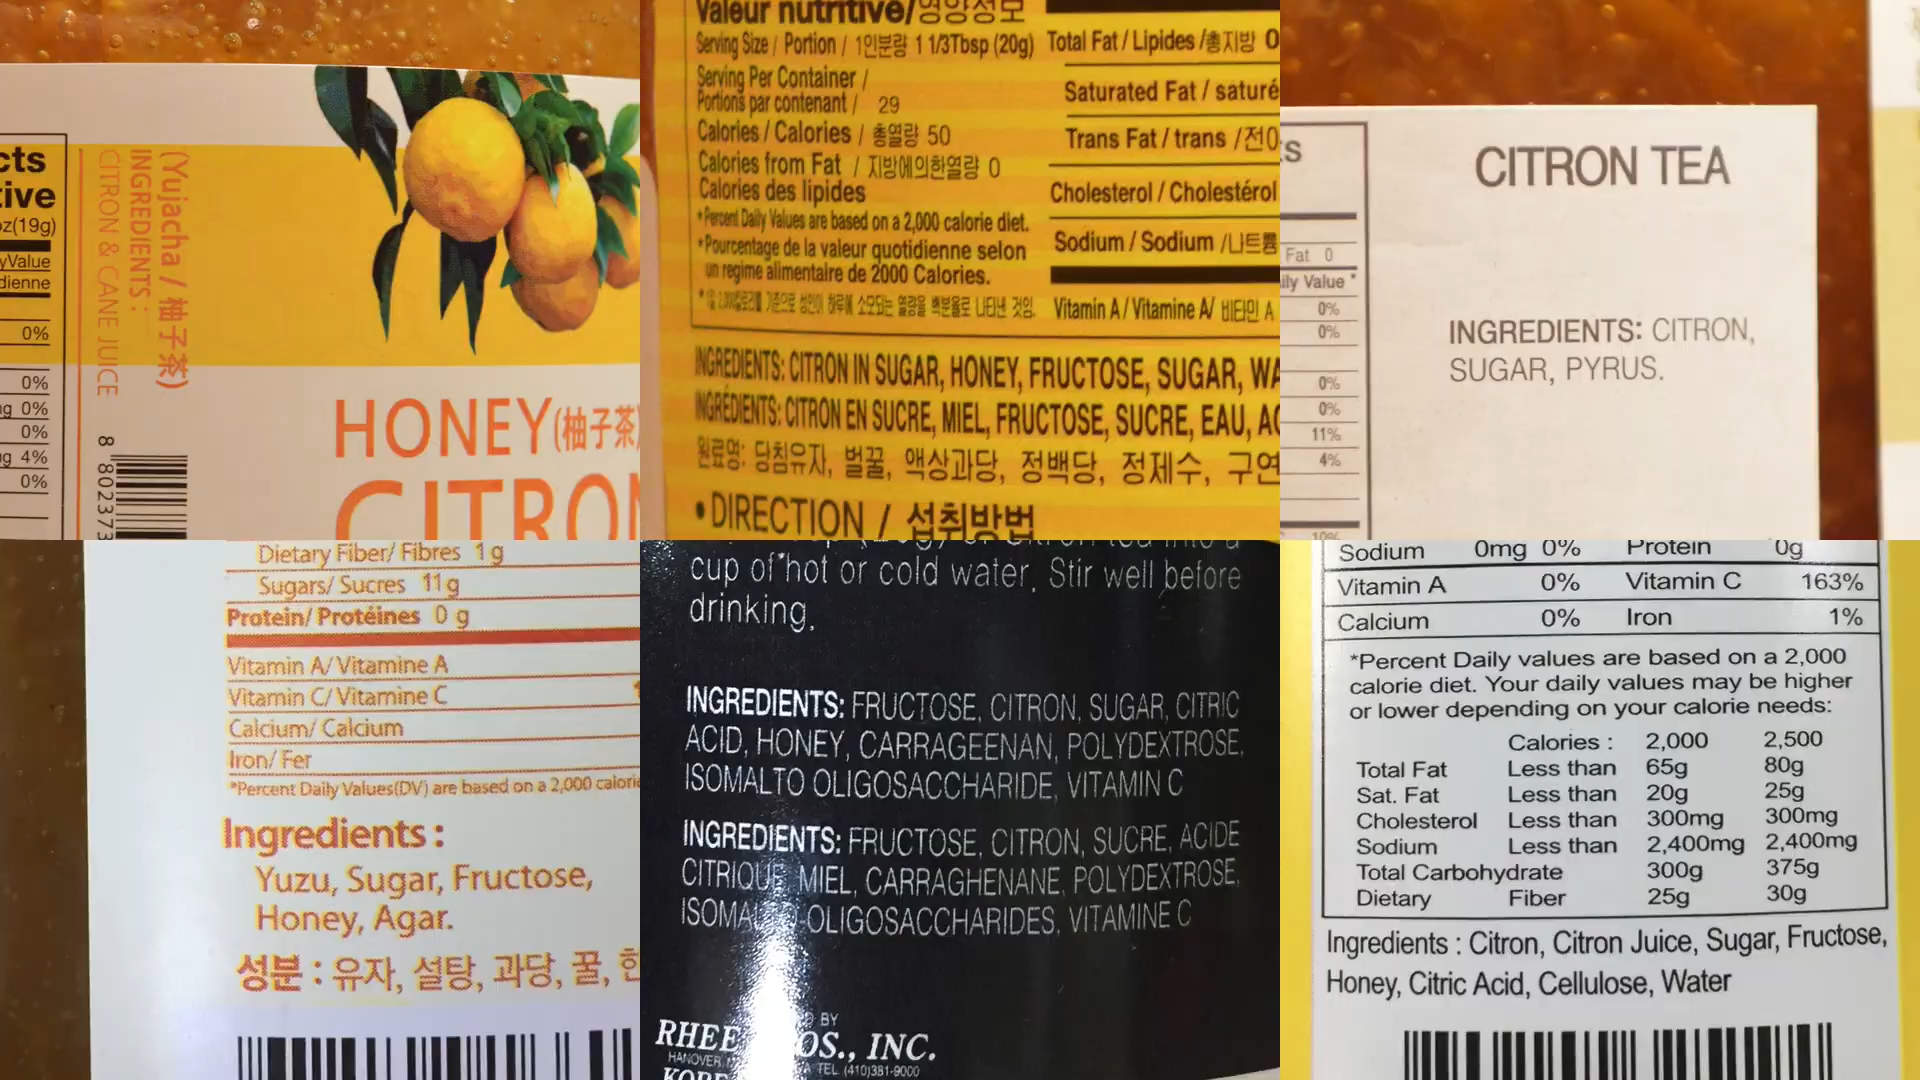 cts
tive
oz(19g)
yValue
dienne
0%
0%
0%
0%
4%
0%
(Yujacha / 柚子茶)
INGREDIENTS :
CITRON & CANE JUICE
8 802373
HONEY(柚子茶)
CITRON
Valeur nutritive/영양정보
Serving Size / Portion / 1인분량 1 1/3Tbsp (20g)
Serving Per Container /
Portions par contenant / 29
Calories / Calories / 총열량 50
Calories from Fat / 지방에의한열량 0
Calories des lipides
*Percent Daily Values are based on a 2,000 calorie diet.
*Pourcentage de la valeur quotidienne selon
un regime alimentaire de 2000 Calories.
Total Fat / Lipides /총지방 0
Saturated Fat / saturé
Trans Fat / trans /전0
Cholesterol / Cholestérol
Sodium / Sodium /나트륨
Vitamin A / Vitamine A/ 비타민 A
INGREDIENTS: CITRON IN SUGAR, HONEY, FRUCTOSE, SUGAR, WA
INGRÉDIENTS: CITRON EN SUCRE, MIEL, FRUCTOSE, SUCRE, EAU, AC
원료명: 당침유자, 벌꿀, 액상과당, 정백당, 정제수, 구연
•DIRECTION / 섭취방법
Fat 0
ily Value *
0%
0%
0%
0%
11%
4%
10%
CITRON TEA
INGREDIENTS: CITRON,
SUGAR, PYRUS.
Dietary Fiber/ Fibres 1 g
Sugars/ Sucres 11 g
Protein/ Protéines 0 g
Vitamin A/ Vitamine A
Vitamin C/ Vitamine C
Calcium/ Calcium
Iron/ Fer
*Percent Daily Values(DV) are based on a 2,000 calorie
Ingredients :
Yuzu, Sugar, Fructose,
Honey, Agar.
성분 : 유자, 설탕, 과당, 꿀, 한
cup of hot or cold water, Stir well before
drinking,
INGREDIENTS: FRUCTOSE, CITRON, SUGAR, CITRIC
ACID, HONEY, CARRAGEENAN, POLYDEXTROSE,
ISOMALTO OLIGOSACCHARIDE, VITAMIN C
INGREDIENTS: FRUCTOSE, CITRON, SUCRE, ACIDE
CITRIQUE MIEL, CARRAGHENANE, POLYDEXTROSE,
OLIGOSACCHARIDES, VITAMINE C
BY
RHEE OS., INC.
HANOVER TEL (410)381-9000
Sodium 0mg 0% Protein 0g
Vitamin A 0% Vitamin C 163%
Calcium 0% Iron 1%
*Percent Daily values are based on a 2,000
calorie diet. Your daily values may be higher
or lower depending on your calorie needs:
Calories : 2,000 2,500
Total Fat Less than 65g 80g
Sat. Fat Less than 20g 25g
Cholesterol Less than 300mg 300mg
Sodium Less than 2,400mg 2,400mg
Total Carbohydrate 300g 375g
Dietary Fiber 25g 30g
Ingredients : Citron, Citron Juice, Sugar, Fructose,
Honey, Citric Acid, Cellulose, Water